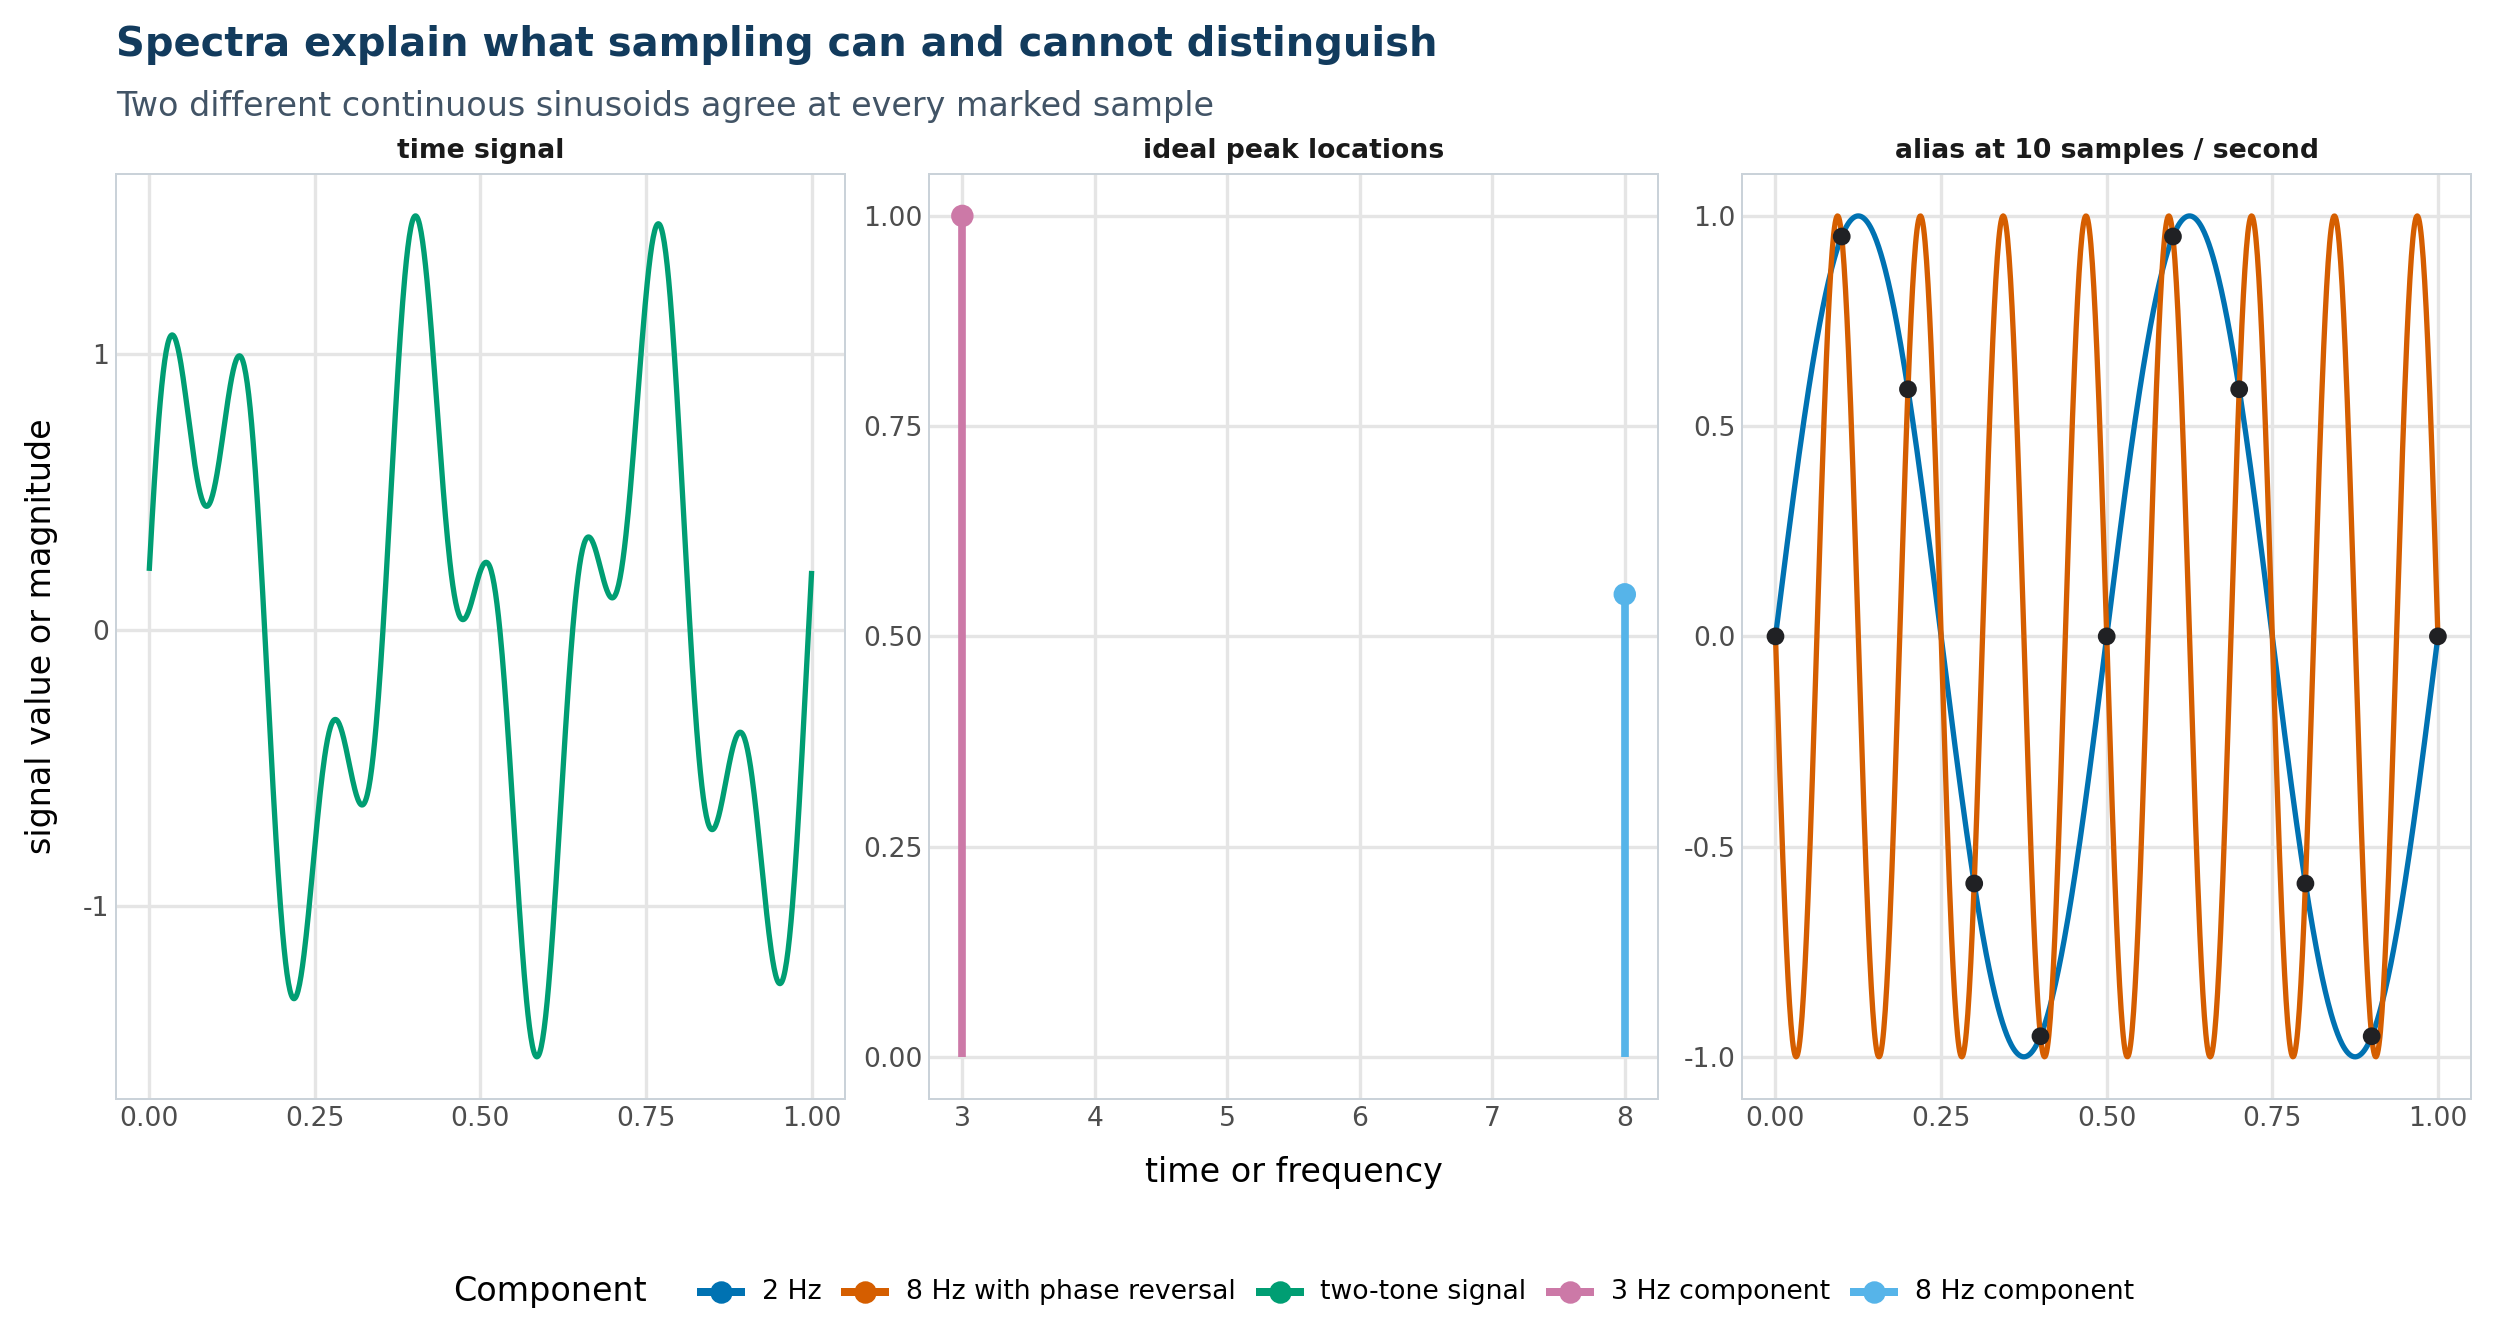 Spectra explain what sampling can and cannot distinguish
Two different continuous sinusoids agree at every marked sample
time signal
ideal peak locations
alias at 10 samples / second
signal value or magnitude
1
0
-1
0.00 0.25 0.50 0.75 1.00
1.00
0.75
0.50
0.25
0.00
3 4 5 6 7 8
1.0
0.5
0.0
-0.5
-1.0
0.00 0.25 0.50 0.75 1.00
time or frequency
Component 2 Hz 8 Hz with phase reversal two-tone signal 3 Hz component 8 Hz component